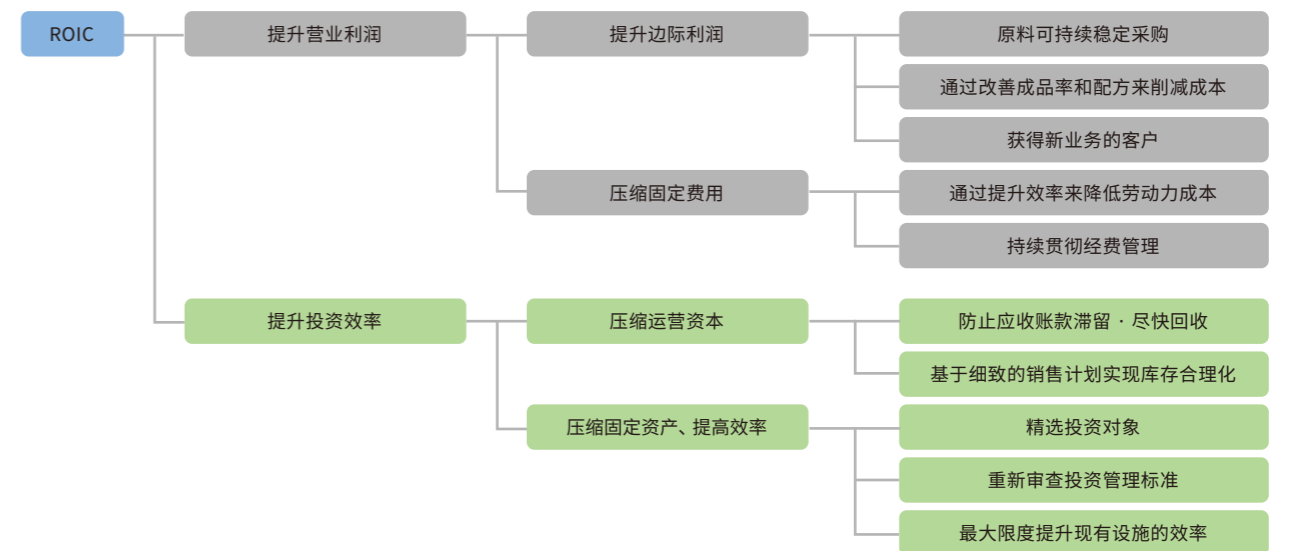 ROIC
提升营业利润
提升边际利润
原料可持续稳定采购
通过改善成品率和配方来削减成本
获得新业务的客户
压缩固定费用
通过提升效率来降低劳动力成本
持续贯彻经费管理
提升投资效率
压缩运营资本
防止应收账款滞留 · 尽快回收
基于细致的销售计划实现库存合理化
压缩固定资产、提高效率
精选投资对象
重新审查投资管理标准
最大限度提升现有设施的效率